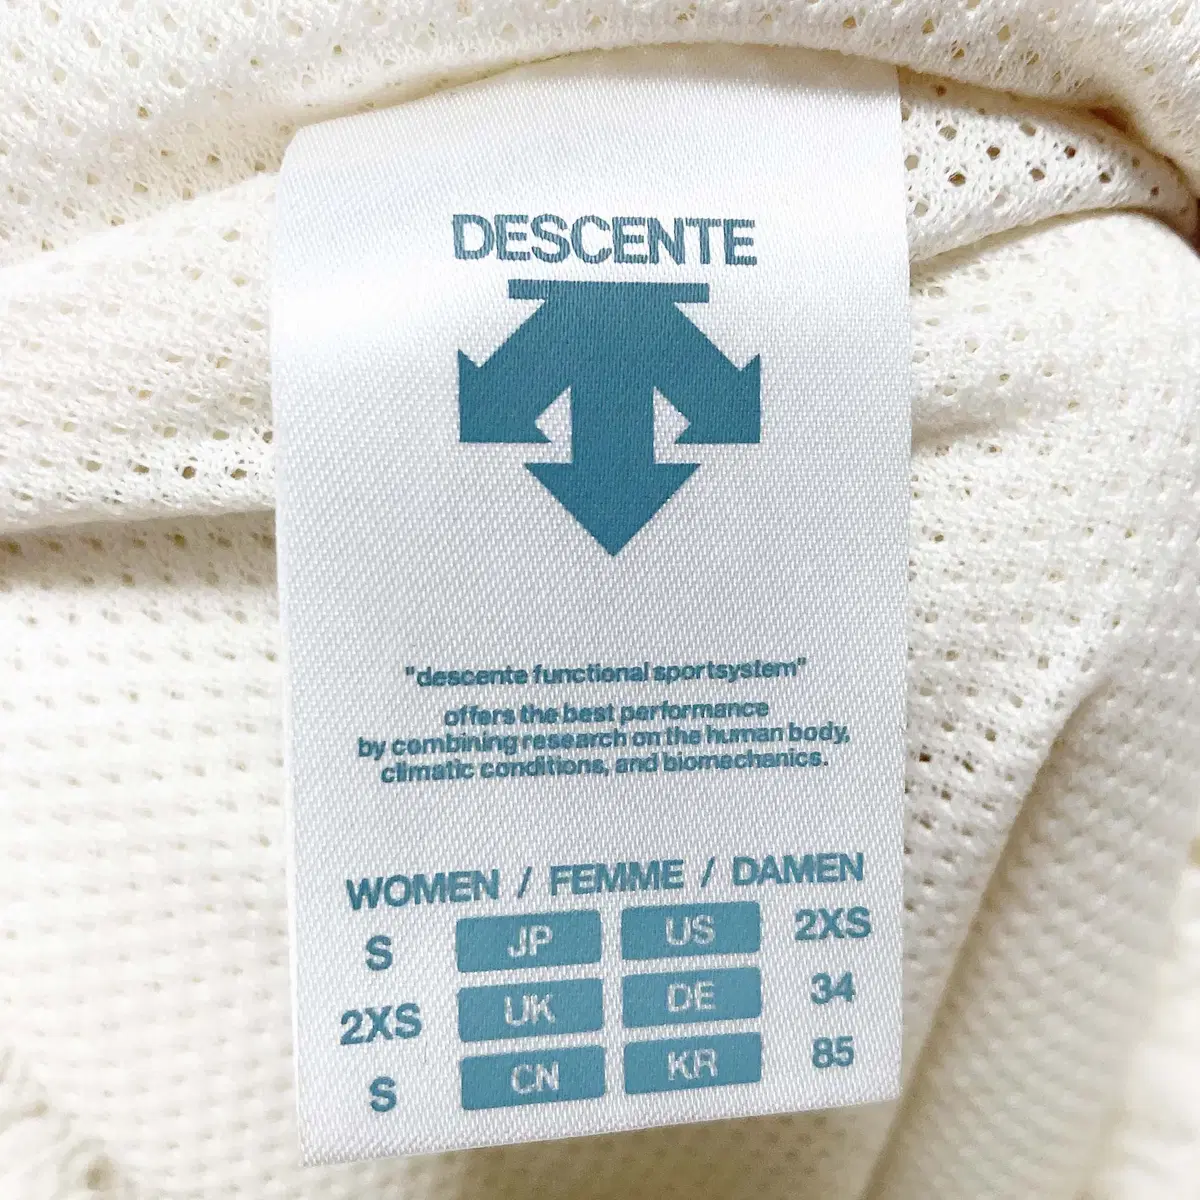 DESCENTE
"descente functional sportsystem"
offers the best performance
by combining research on the human body,
climatic conditions, and biomechanics.
WOMEN / FEMME / DAMEN
S JP US 2XS
2XS UK DE 34
S CN KR 85